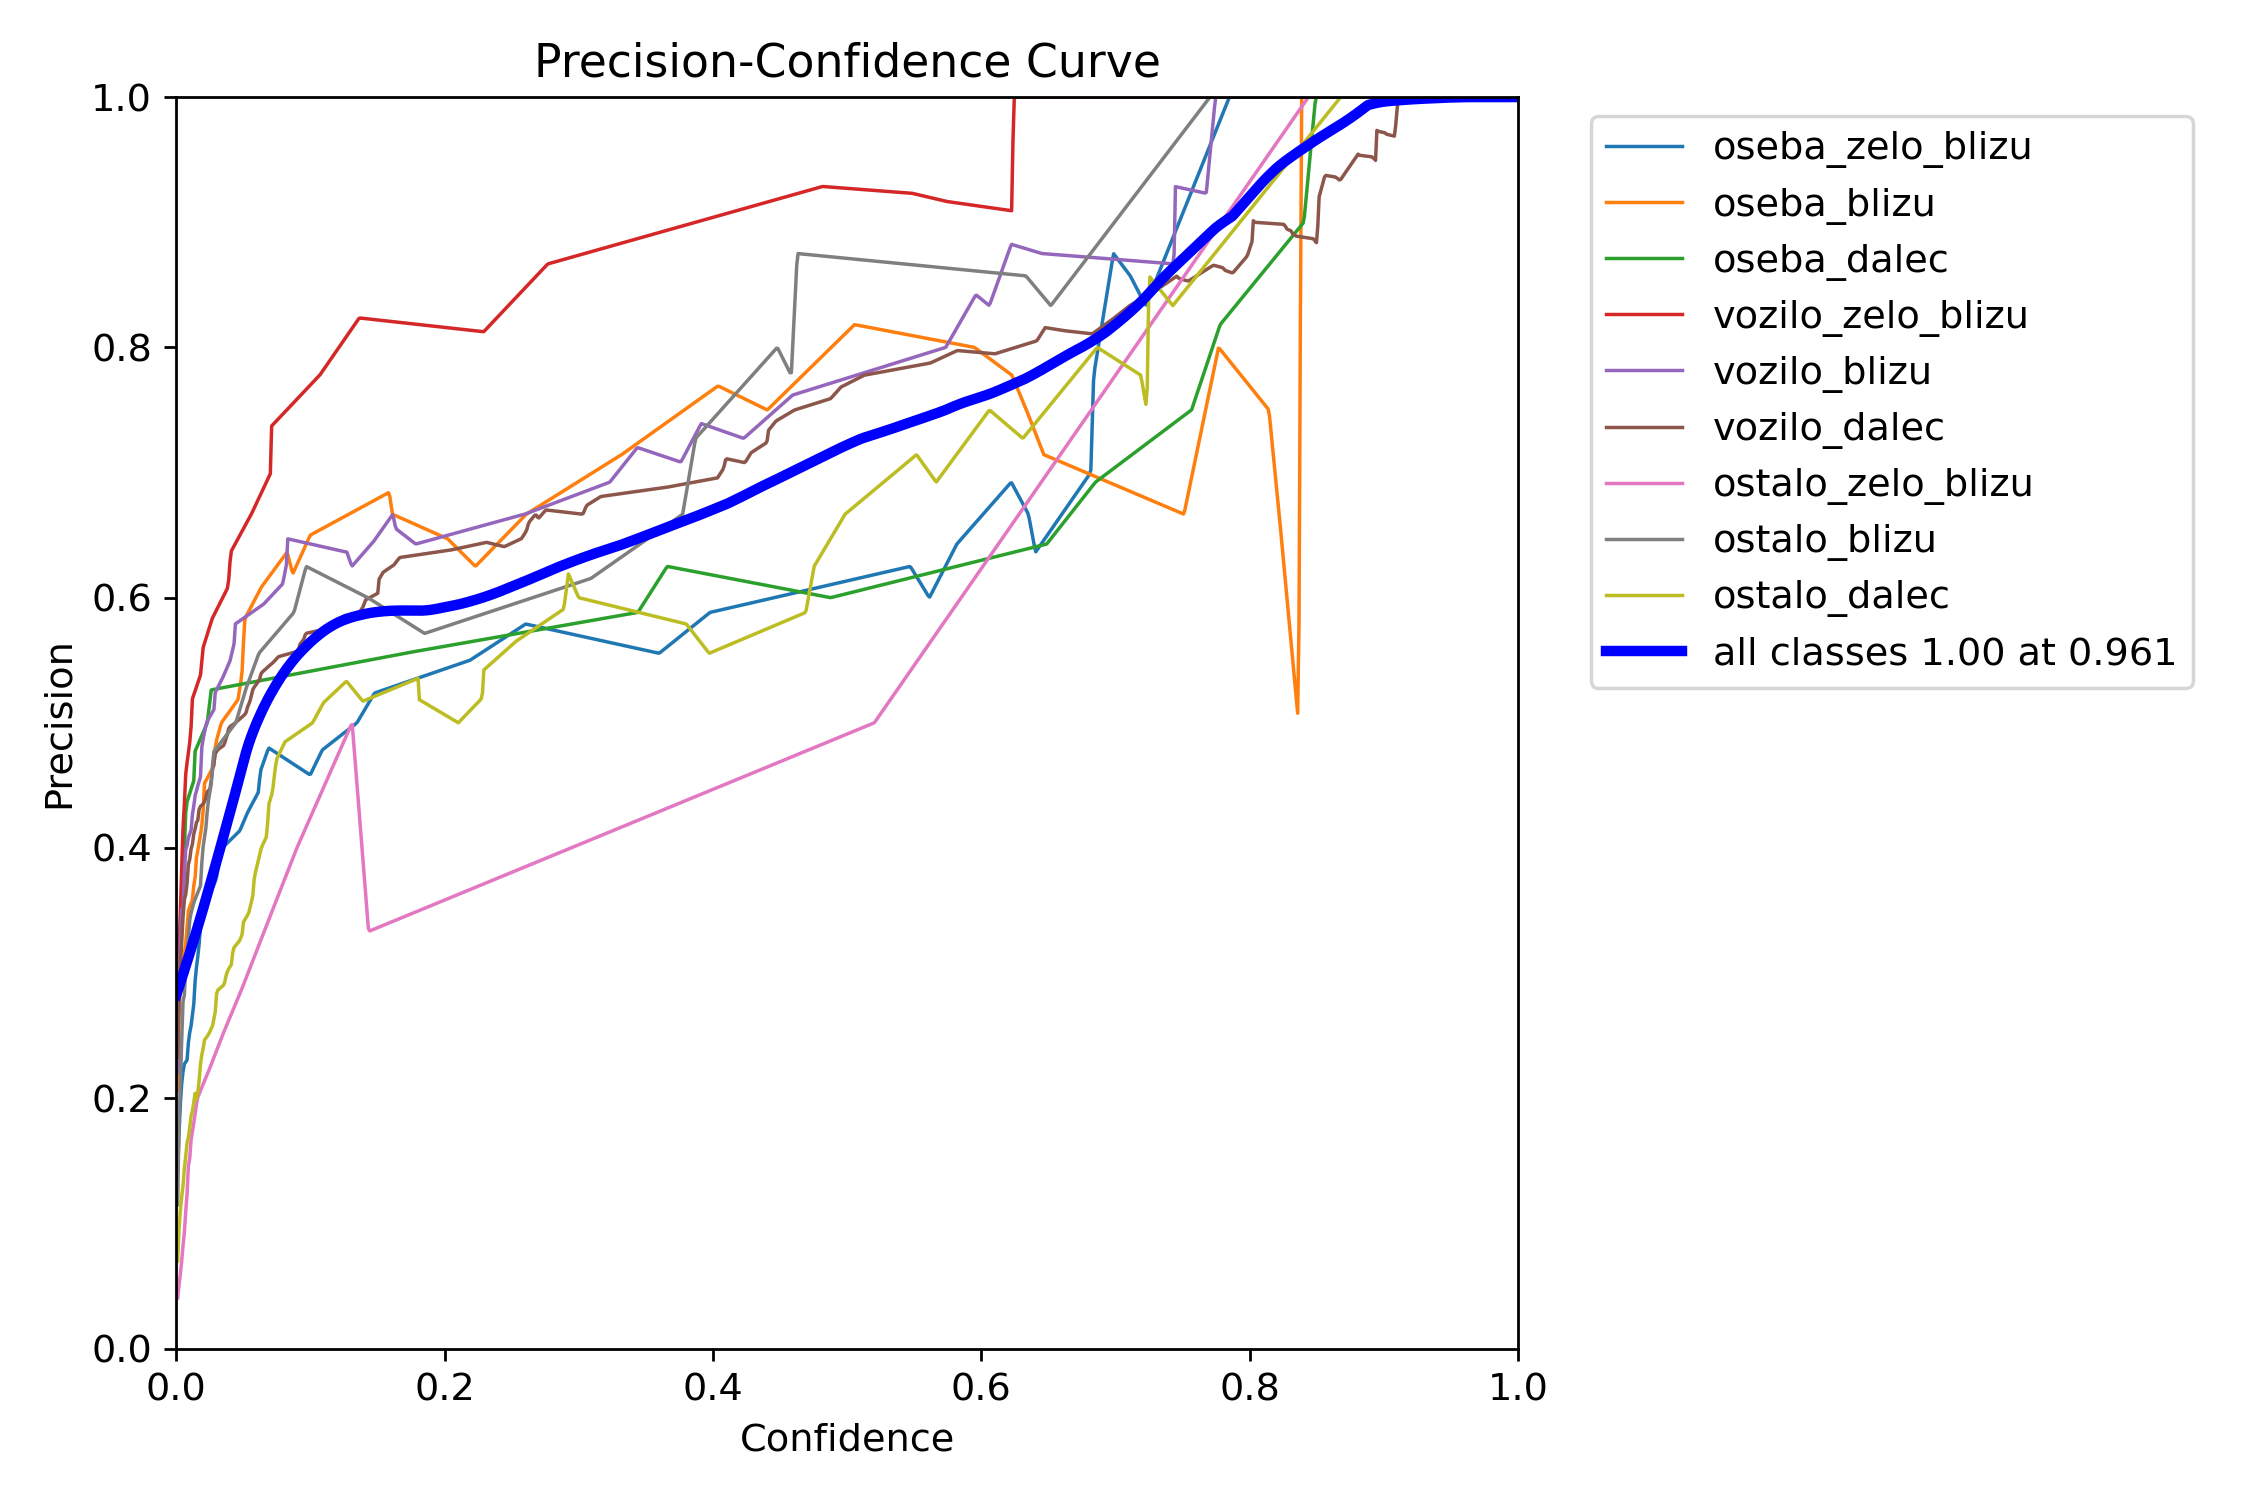 Precision-Confidence Curve
1.0
0.8
0.6
0.4
0.2
0.0
Precision
0.0 0.2 0.4 0.6 0.8 1.0
Confidence
oseba_zelo_blizu
oseba_blizu
oseba_dalec
vozilo_zelo_blizu
vozilo_blizu
vozilo_dalec
ostalo_zelo_blizu
ostalo_blizu
ostalo_dalec
all classes 1.00 at 0.961